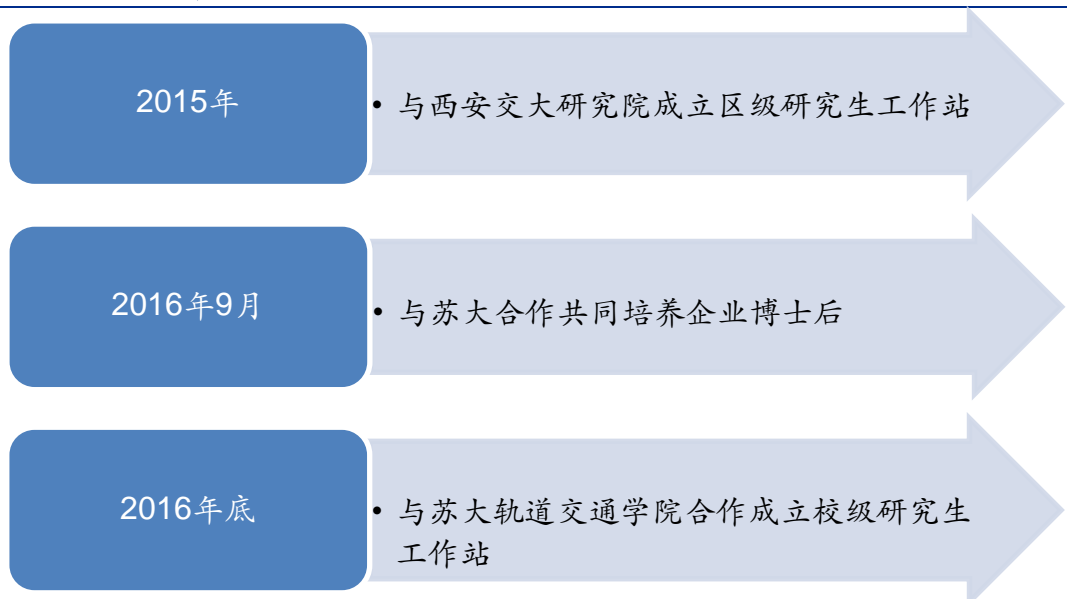 2015年
• 与西安交大研究院成立区级研究生工作站
2016年9月
• 与苏大合作共同培养企业博士后
2016年底
• 与苏大轨道交通学院合作成立校级研究生
工作站